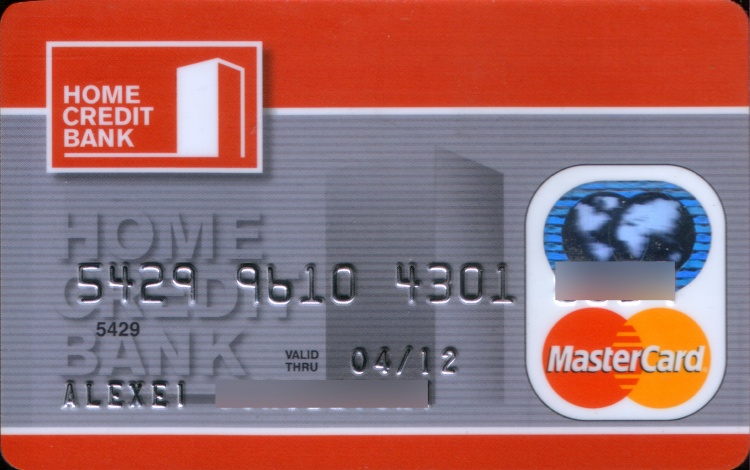 HOME
CREDIT
BANK
HOME
CREDIT
BANK
5429 9610 4301
5429
VALID THRU 04/12
ALEXEI
MasterCard